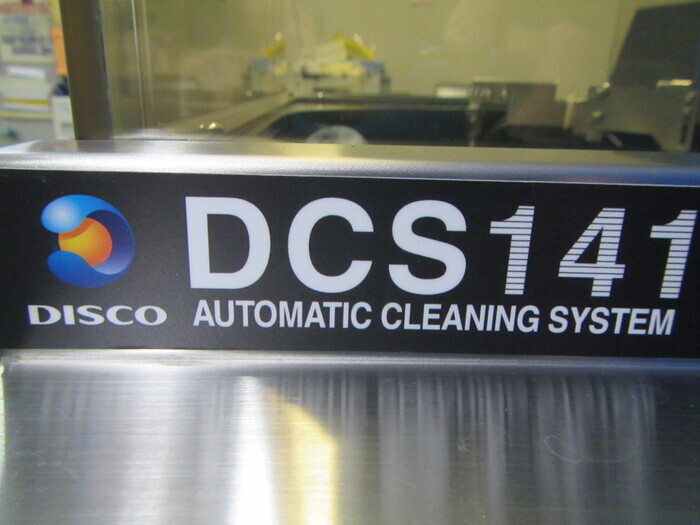 DCS141
DISCO
AUTOMATIC CLEANING SYSTEM